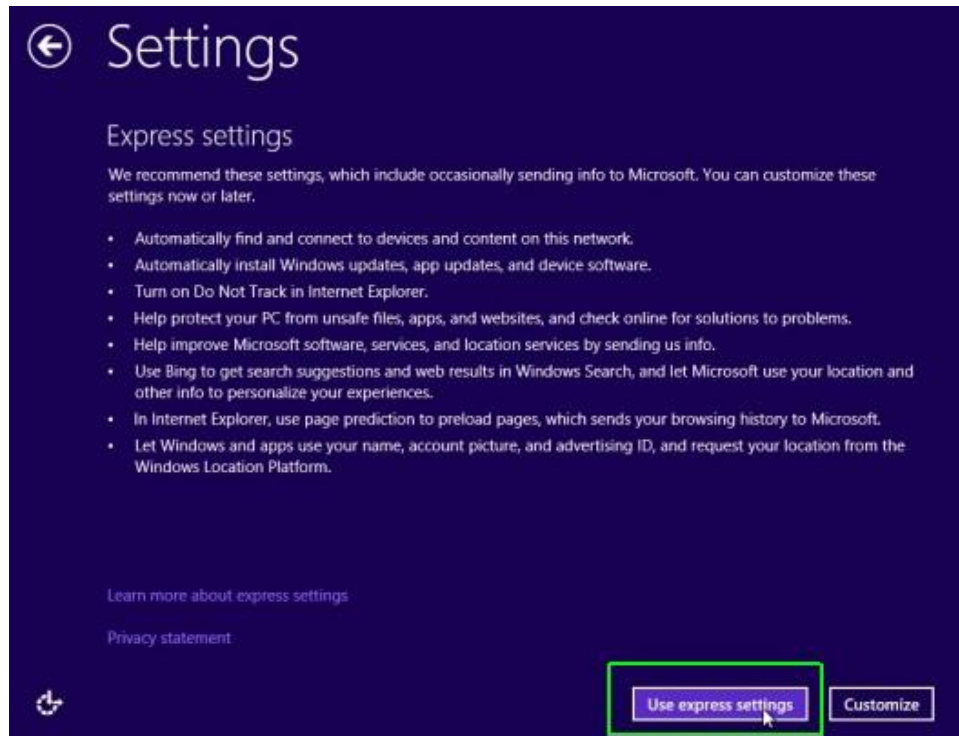 Settings
Express settings
We recommend these settings, which include occasionally sending info to Microsoft. You can customize these
settings now or later.
• Automatically find and connect to devices and content on this network.
• Automatically install Windows updates, app updates, and device software.
• Turn on Do Not Track in Internet Explorer.
• Help protect your PC from unsafe files, apps, and websites, and check online for solutions to problems.
• Help improve Microsoft software, services, and location services by sending us info.
• Use Bing to get search suggestions and web results in Windows Search, and let Microsoft use your location and
other info to personalize your experiences.
• In Internet Explorer, use page prediction to preload pages, which sends your browsing history to Microsoft.
• Let Windows and apps use your name, account picture, and advertising ID, and request your location from the
Windows Location Platform.
Learn more about express settings
Privacy statement
Use express settings
Customize